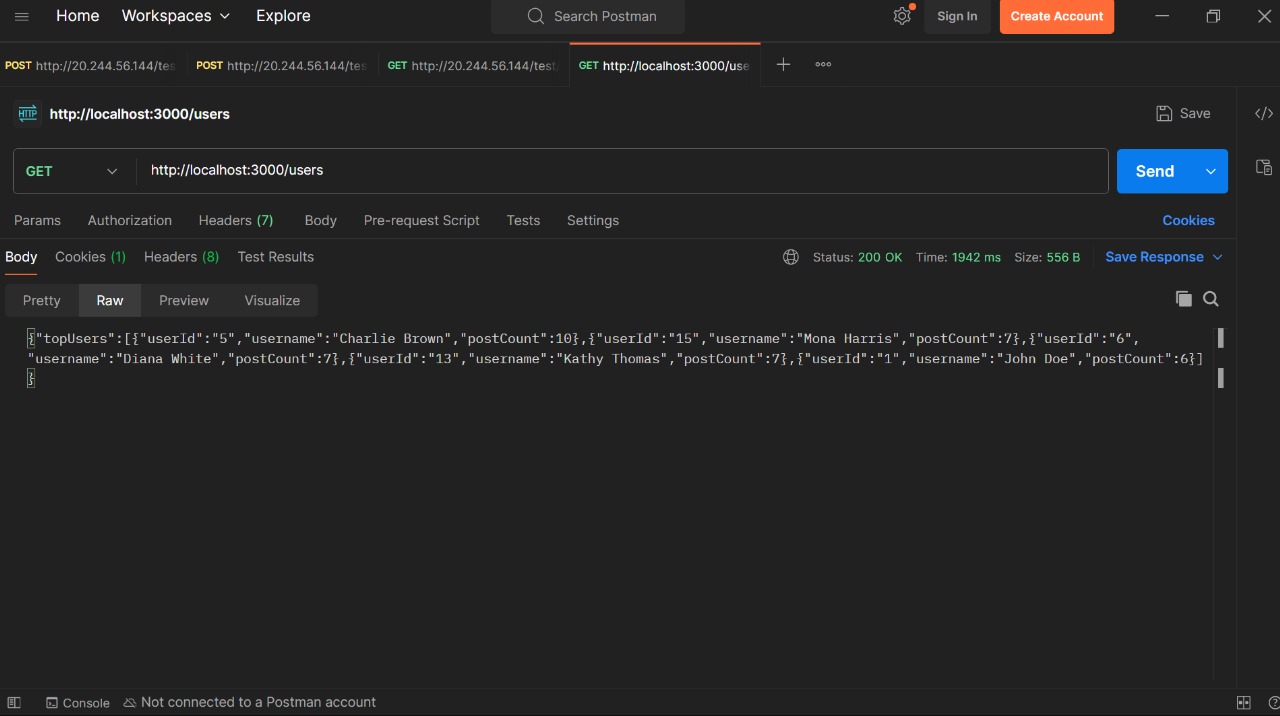 Home Workspaces Explore Search Postman Sign In Create Account
POST http://20.244.56.144/tes POST http://20.244.56.144/tes GET http://20.244.56.144/test, GET http://localhost:3000/use
HTTP http://localhost:3000/users Save
GET http://localhost:3000/users Send
Params Authorization Headers (7) Body Pre-request Script Tests Settings Cookies
Body Cookies (1) Headers (8) Test Results Status: 200 OK Time: 1942 ms Size: 556 B Save Response
Pretty Raw Preview Visualize
{"topUsers":[{"userId":"5","username":"Charlie Brown","postCount":10},{"userId":"15","username":"Mona Harris","postCount":7},{"userId":"6",
"username":"Diana White","postCount":7},{"userId":"13","username":"Kathy Thomas","postCount":7},{"userId":"1","username":"John Doe","postCount":6}]
}
Console Not connected to a Postman account